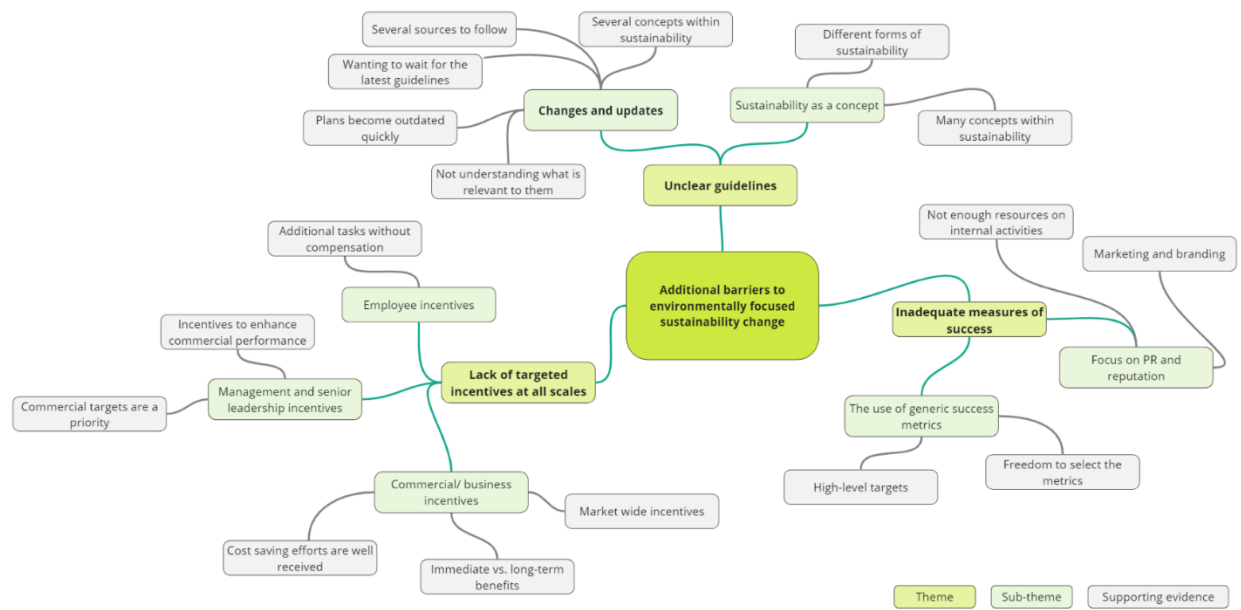 Several sources to follow
Several concepts within
sustainability
Different forms of
sustainability
Wanting to wait for the
latest guidelines
Changes and updates
Sustainability as a concept
Plans become outdated
quickly
Many concepts within
sustainability
Not understanding what is
relevant to them
Unclear guidelines
Additional tasks without
compensation
Not enough resources on
internal activities
Marketing and branding
Employee incentives
Additional barriers to
environmentally focused
sustainability change
Inadequate measures of
success
Incentives to enhance
commercial performance
Focus on PR and
reputation
Lack of targeted
incentives at all scales
Management and senior
leadership incentives
Commercial targets are a
priority
The use of generic success
metrics
High-level targets
Freedom to select the
metrics
Commercial/ business
incentives
Market wide incentives
Cost saving efforts are well
received
Immediate vs. long-term
benefits
Theme
Sub-theme
Supporting evidence